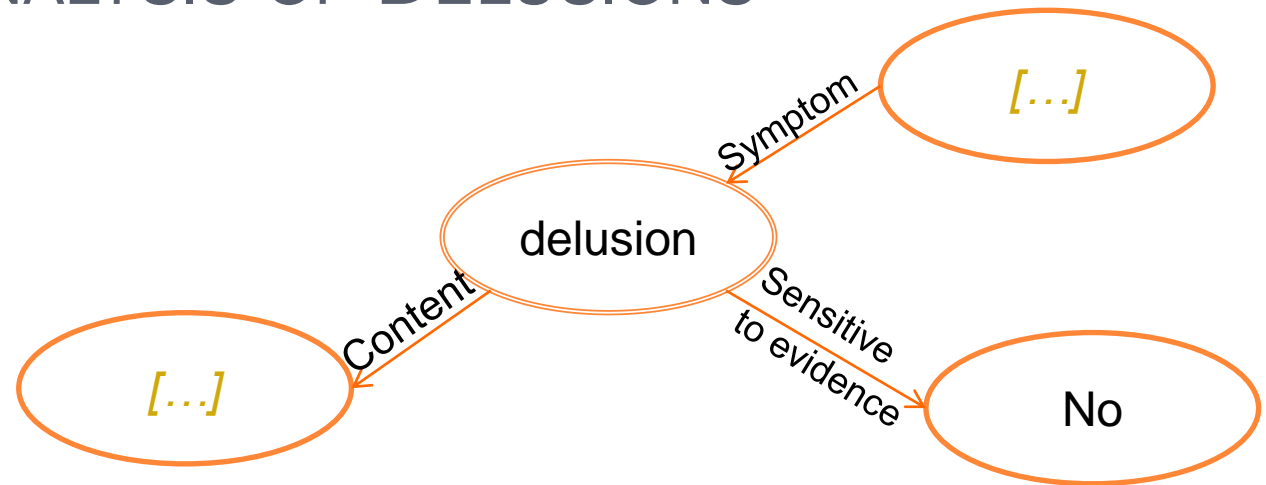 […]
Symptom
delusion
Content
Sensitive
to evidence
[…]
No